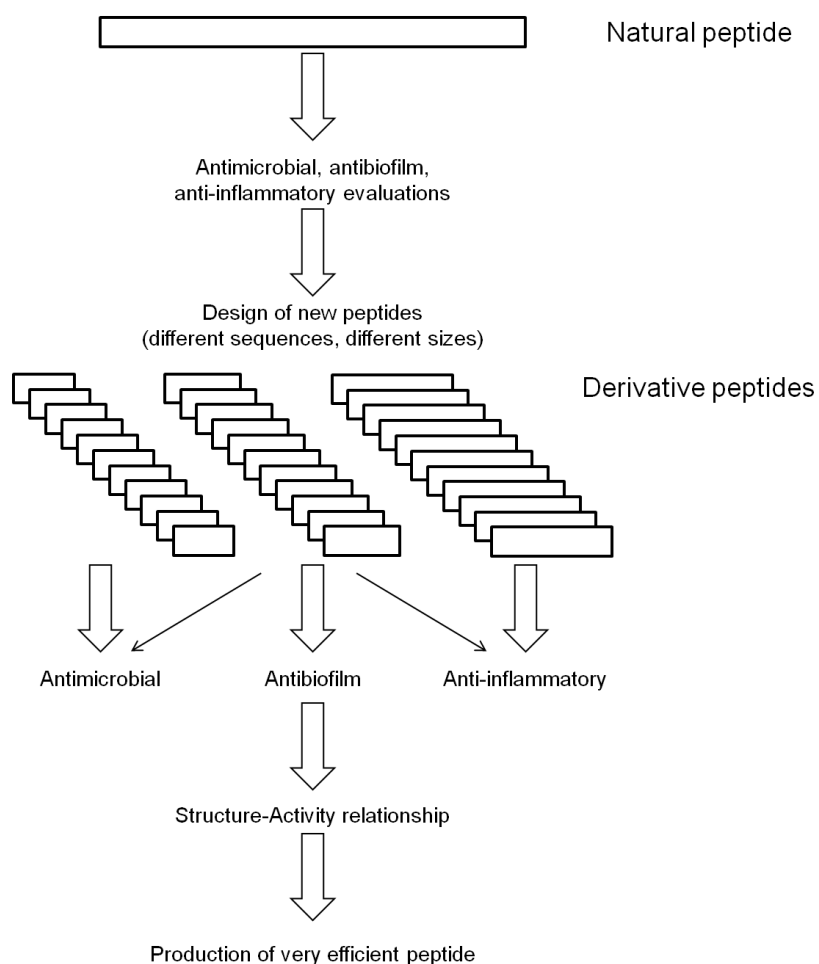 Natural peptide
Antimicrobial, antibiofilm,
anti-inflammatory evaluations
Design of new peptides
(different sequences, different sizes)
Derivative peptides
Antimicrobial
Antibiofilm
Anti-inflammatory
Structure-Activity relationship
Production of very efficient peptide